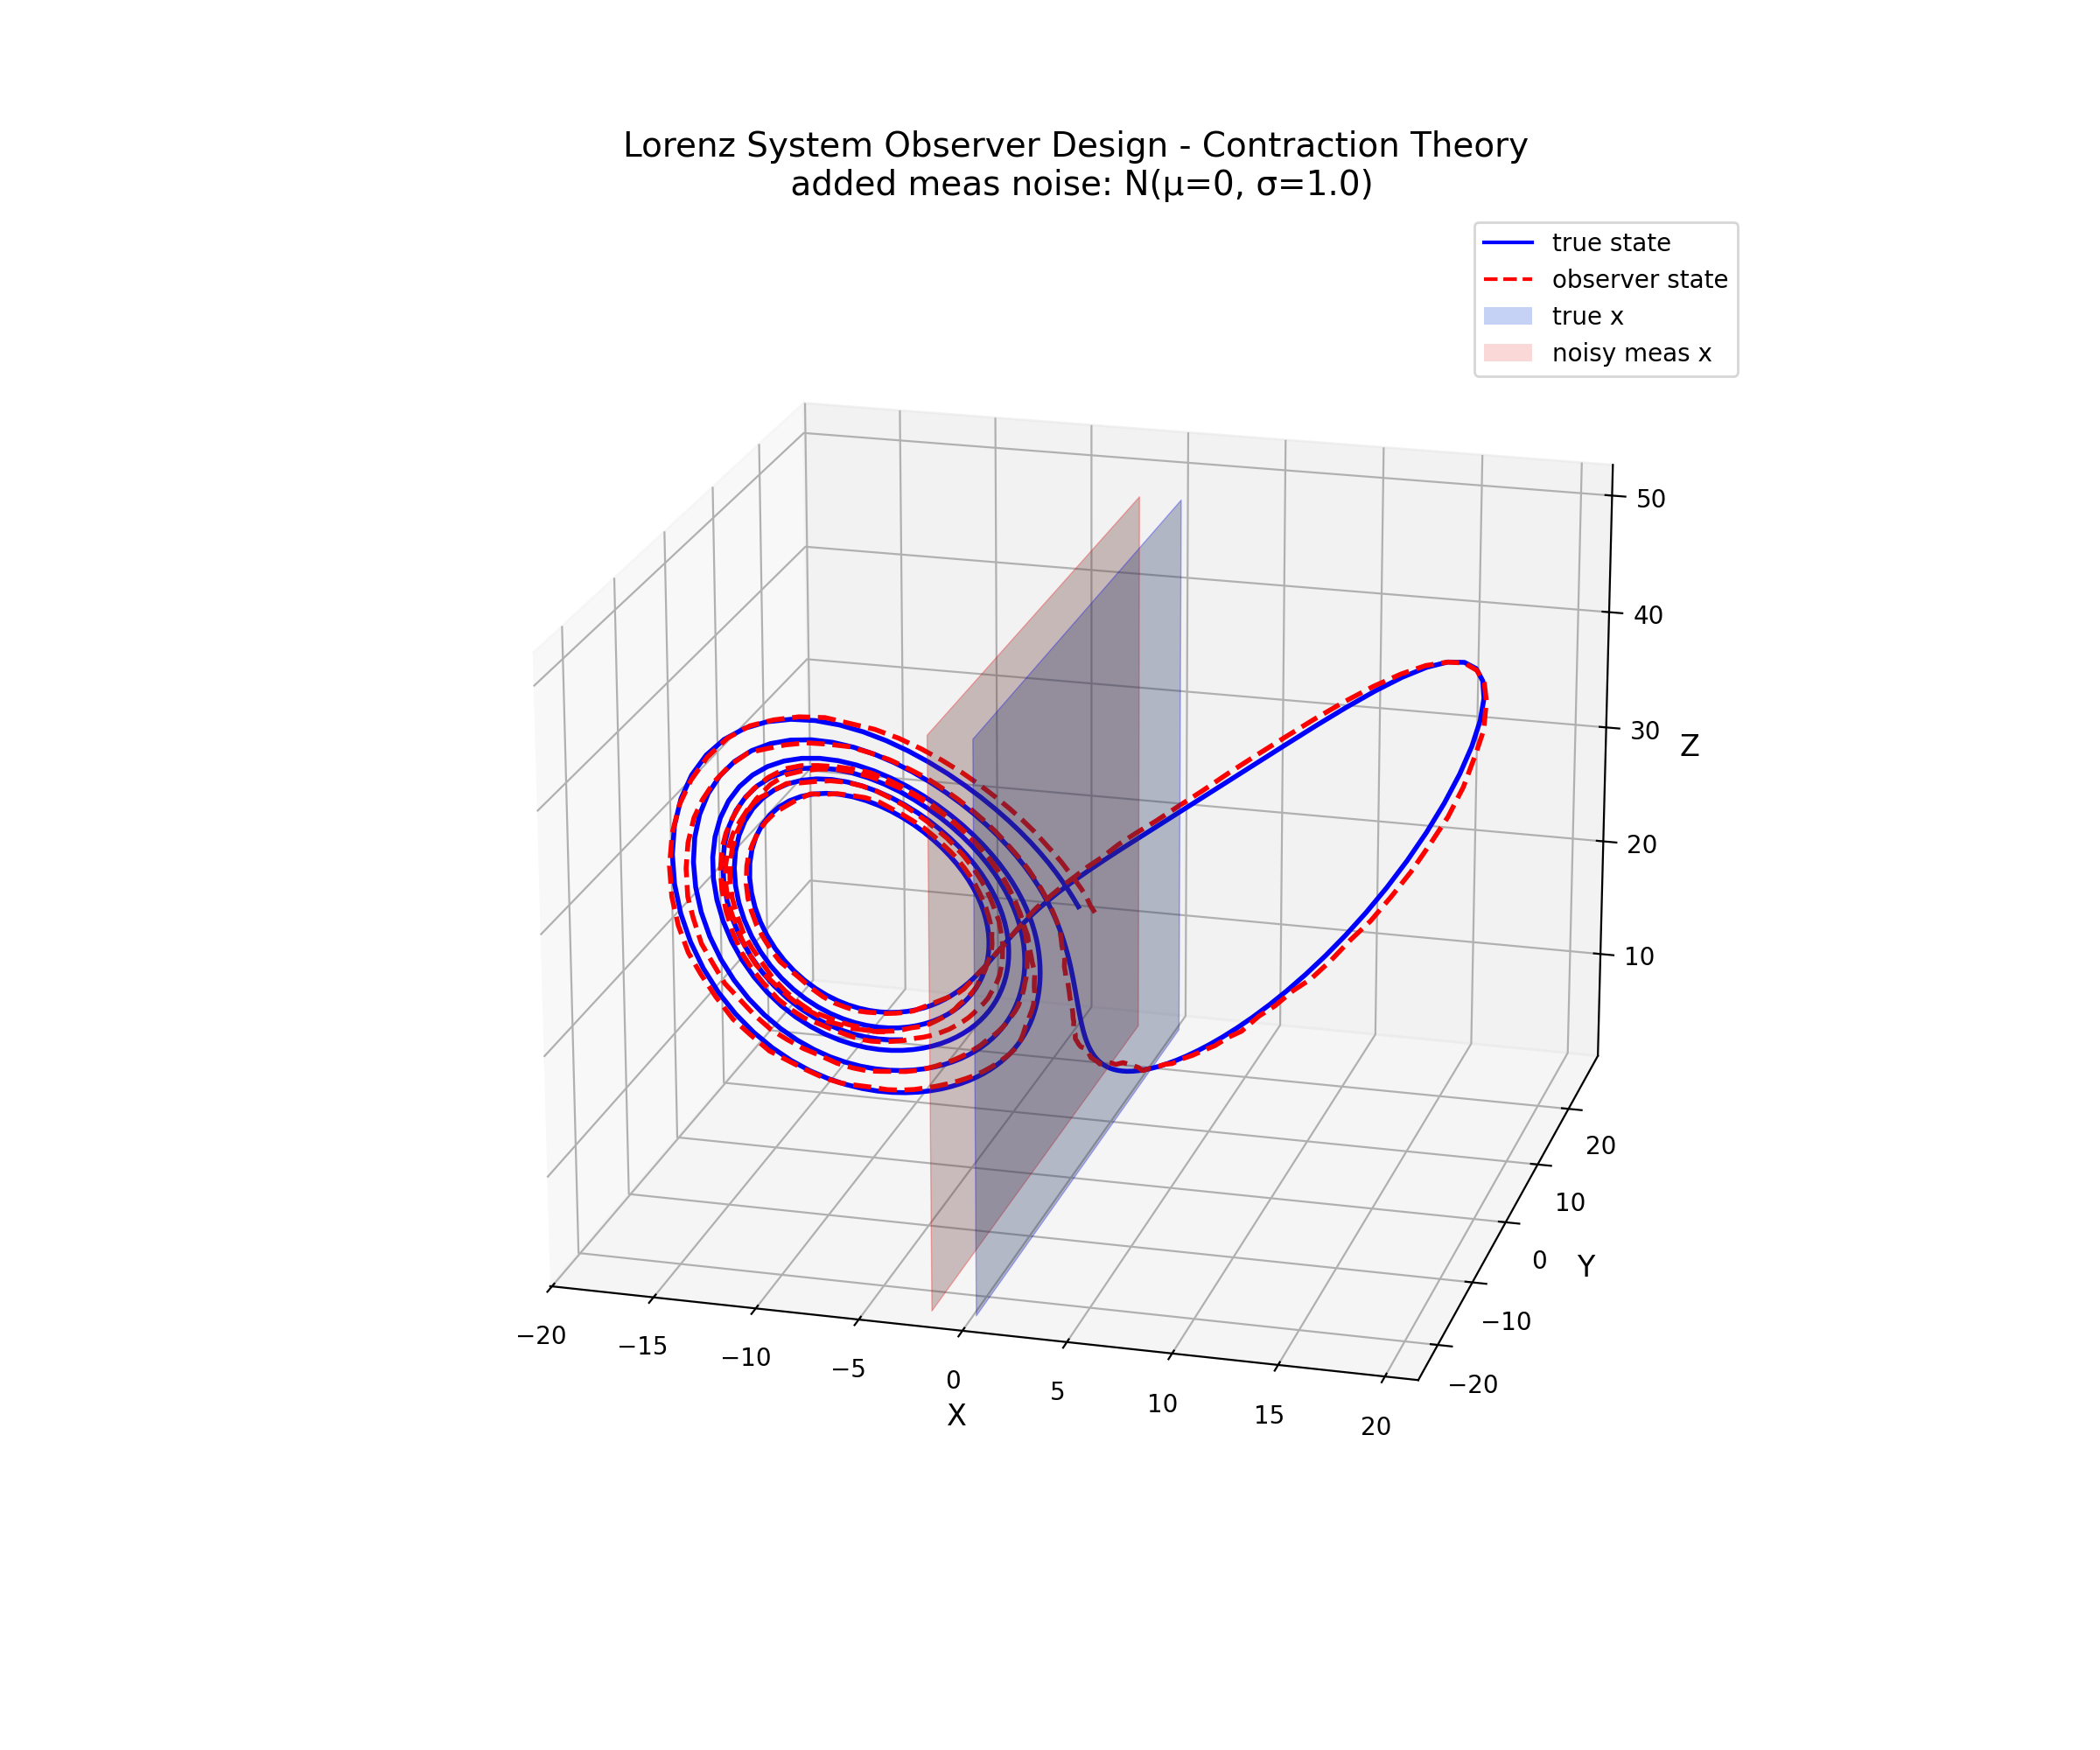 Lorenz System Observer Design - Contraction Theory
added meas noise: N(μ=0, σ=1.0)
true state
observer state
true x
noisy meas x
50
40
30
Z
20
10
20
10
0
Y
−10
−20
−20
−15
−10
−5
0
5
10
15
20
X